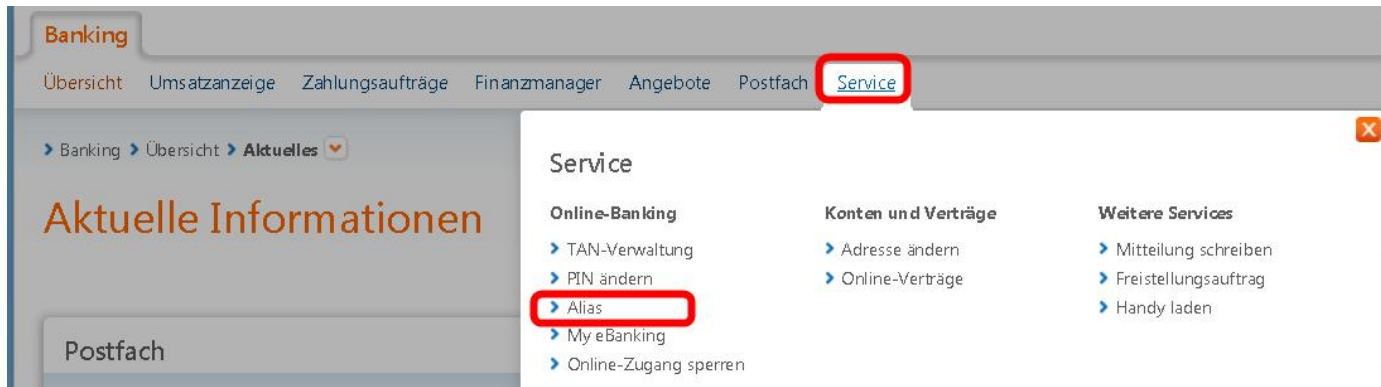 Banking
Übersicht Umsatzanzeige Zahlungsaufträge Finanzmanager Angebote Postfach Service
Banking Übersicht Aktuelles
Aktuelle Informationen
Postfach
Service
Online-Banking
TAN-Verwaltung
PIN ändern
Alias
My eBanking
Online-Zugang sperren
Konten und Verträge
Adresse ändern
Online-Verträge
Weitere Services
Mitteilung schreiben
Freistellungsauftrag
Handy laden